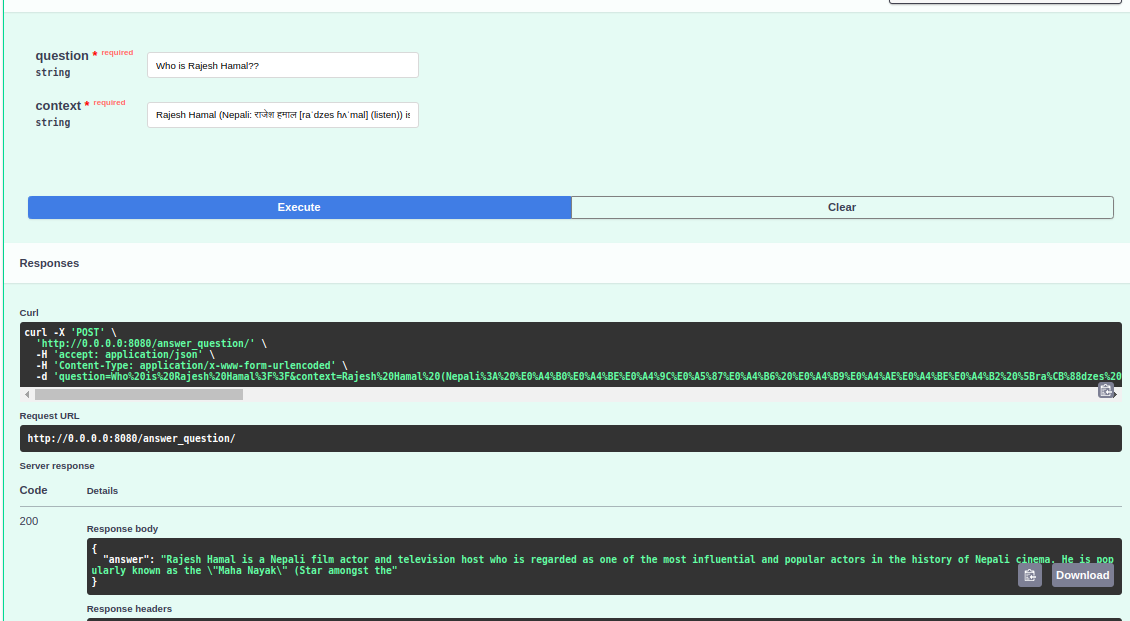 question * required
string
Who is Rajesh Hamal??
context * required
string
Rajesh Hamal (Nepali: राजेश हमाल [raˈdzes ɦʌˈmal] (listen)) is
Execute
Clear
Responses
Curl
curl -X 'POST' \
'http://0.0.0.0:8080/answer_question/' \
-H 'accept: application/json' \
-H 'Content-Type: application/x-www-form-urlencoded' \
-d 'question=Who%20is%20Rajesh%20Hamal%3F%3F&context=Rajesh%20Hamal%20(Nepali%3A%20%E0%A4%B0%E0%A4%BE%E0%A4%9C%E0%A5%87%E0%A4%B6%20%E0%A4%B9%E0%A4%AE%E0%A4%BE%E0%A4%B2%20%5Bra%CB%88dzes%20
Request URL
http://0.0.0.0:8080/answer_question/
Server response
Code
Details
200
Response body
{
"answer": "Rajesh Hamal is a Nepali film actor and television host who is regarded as one of the most influential and popular actors in the history of Nepali cinema. He is pop
ularly known as the \"Maha Nayak\" (Star amongst the"
}
Download
Response headers